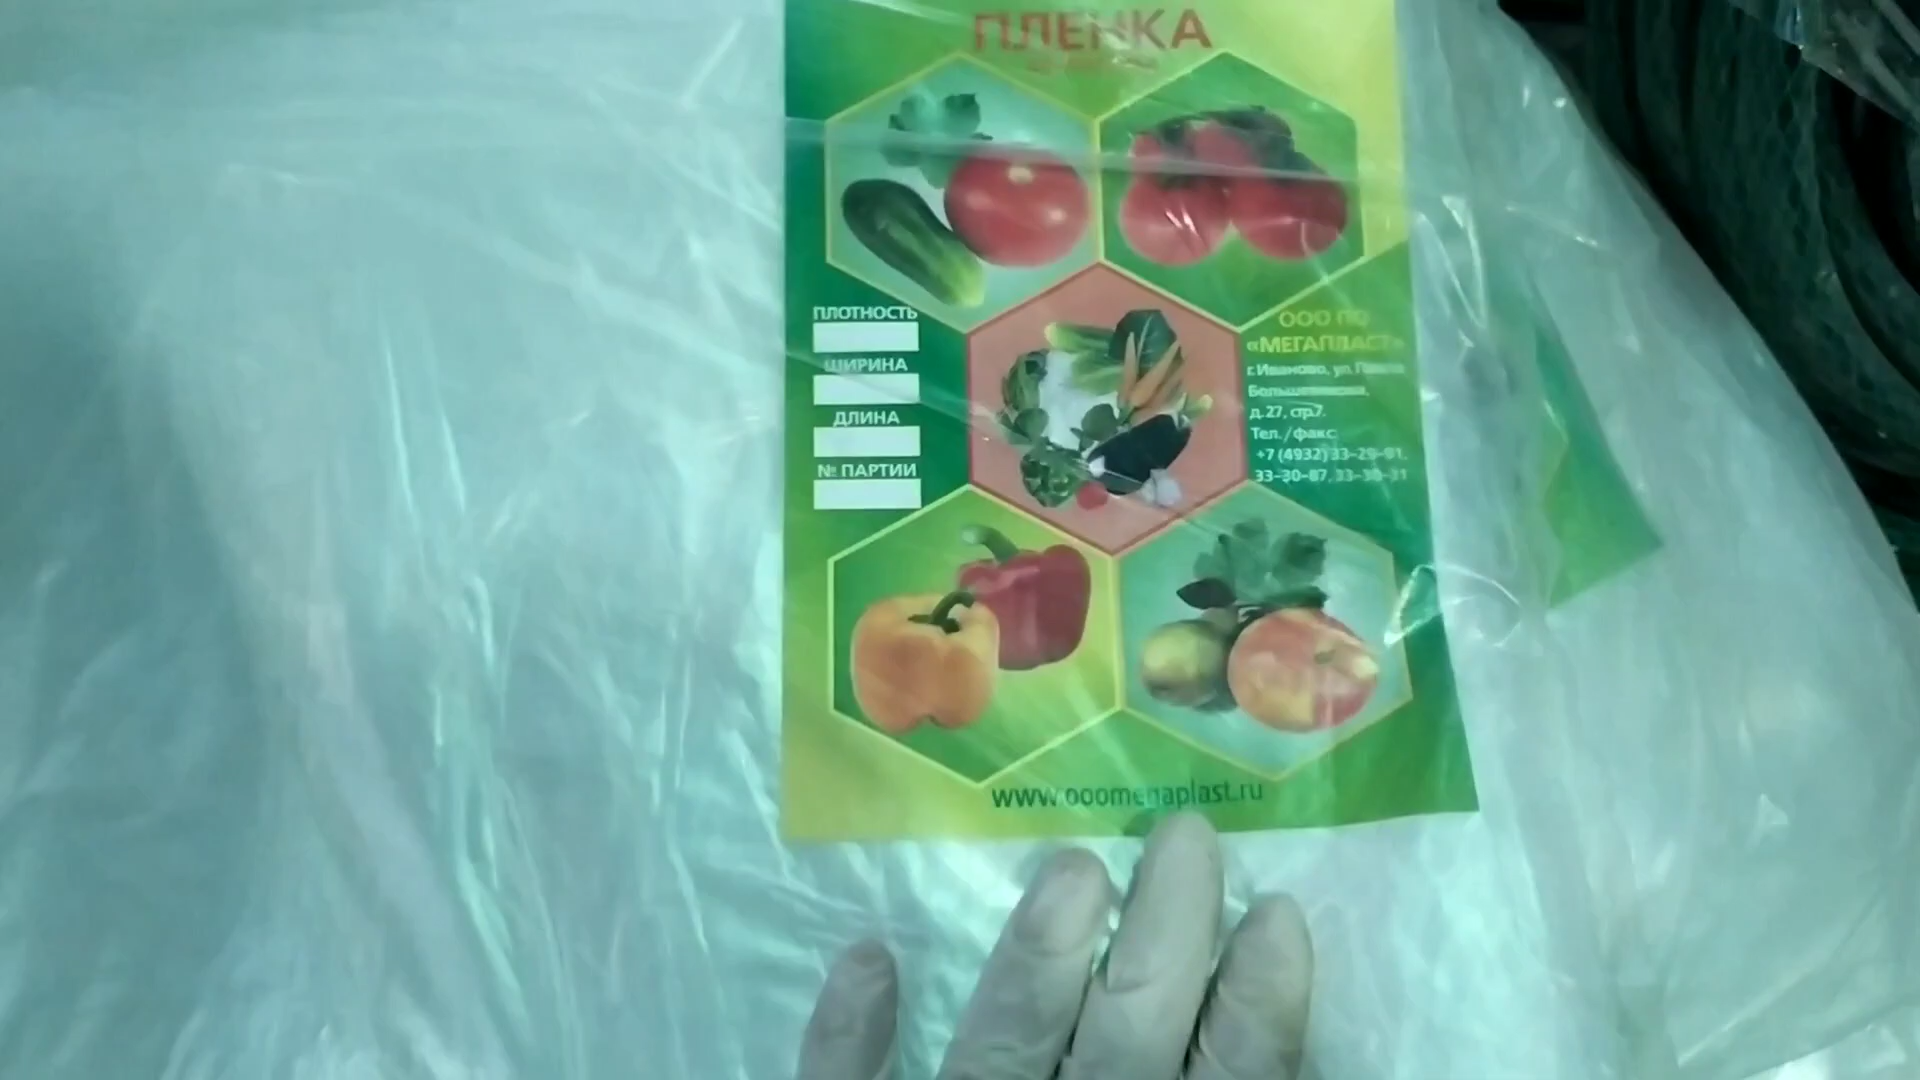 ПЛЕНКА
ПЛОТНОСТЬ
ШИРИНА
ДЛИНА
№ ПАРТИИ
ООО ПО
«МЕГАПЛАСТ»
г. Иваново, ул.
д. 27, стр.7.
Тел./факс:
+7 (4932) 33-29-91,
33-30-87, 33-30-31
www.ooomegaplast.ru